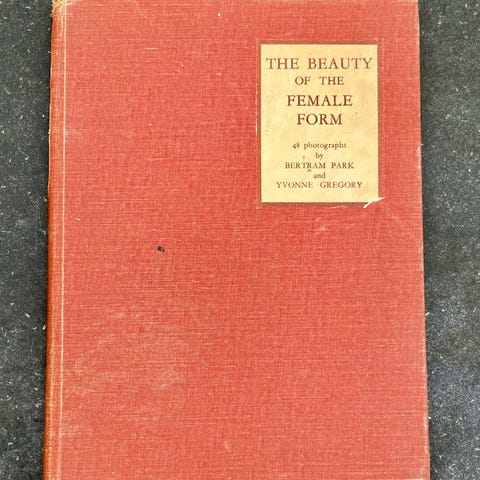 THE BEAUTY
OF THE
FEMALE
FORM
48 photographs
by
BERTRAM PARK
and
YVONNE GREGORY